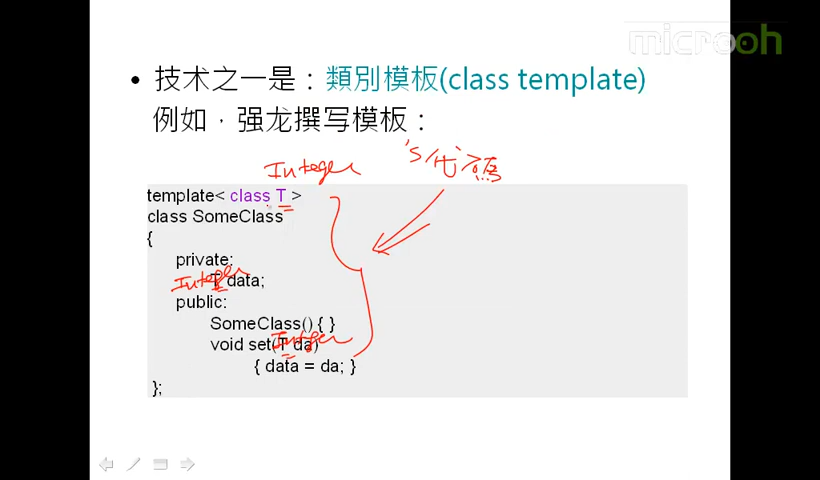 microoh
• 技术之一是：類別模板(class template)
例如，强龙撰写模板：
Integer
template< class T >
class SomeClass
{
private:
Integer
T data;
public:
SomeClass() { }
void set(T da)
Integer
{ data = da; }
};